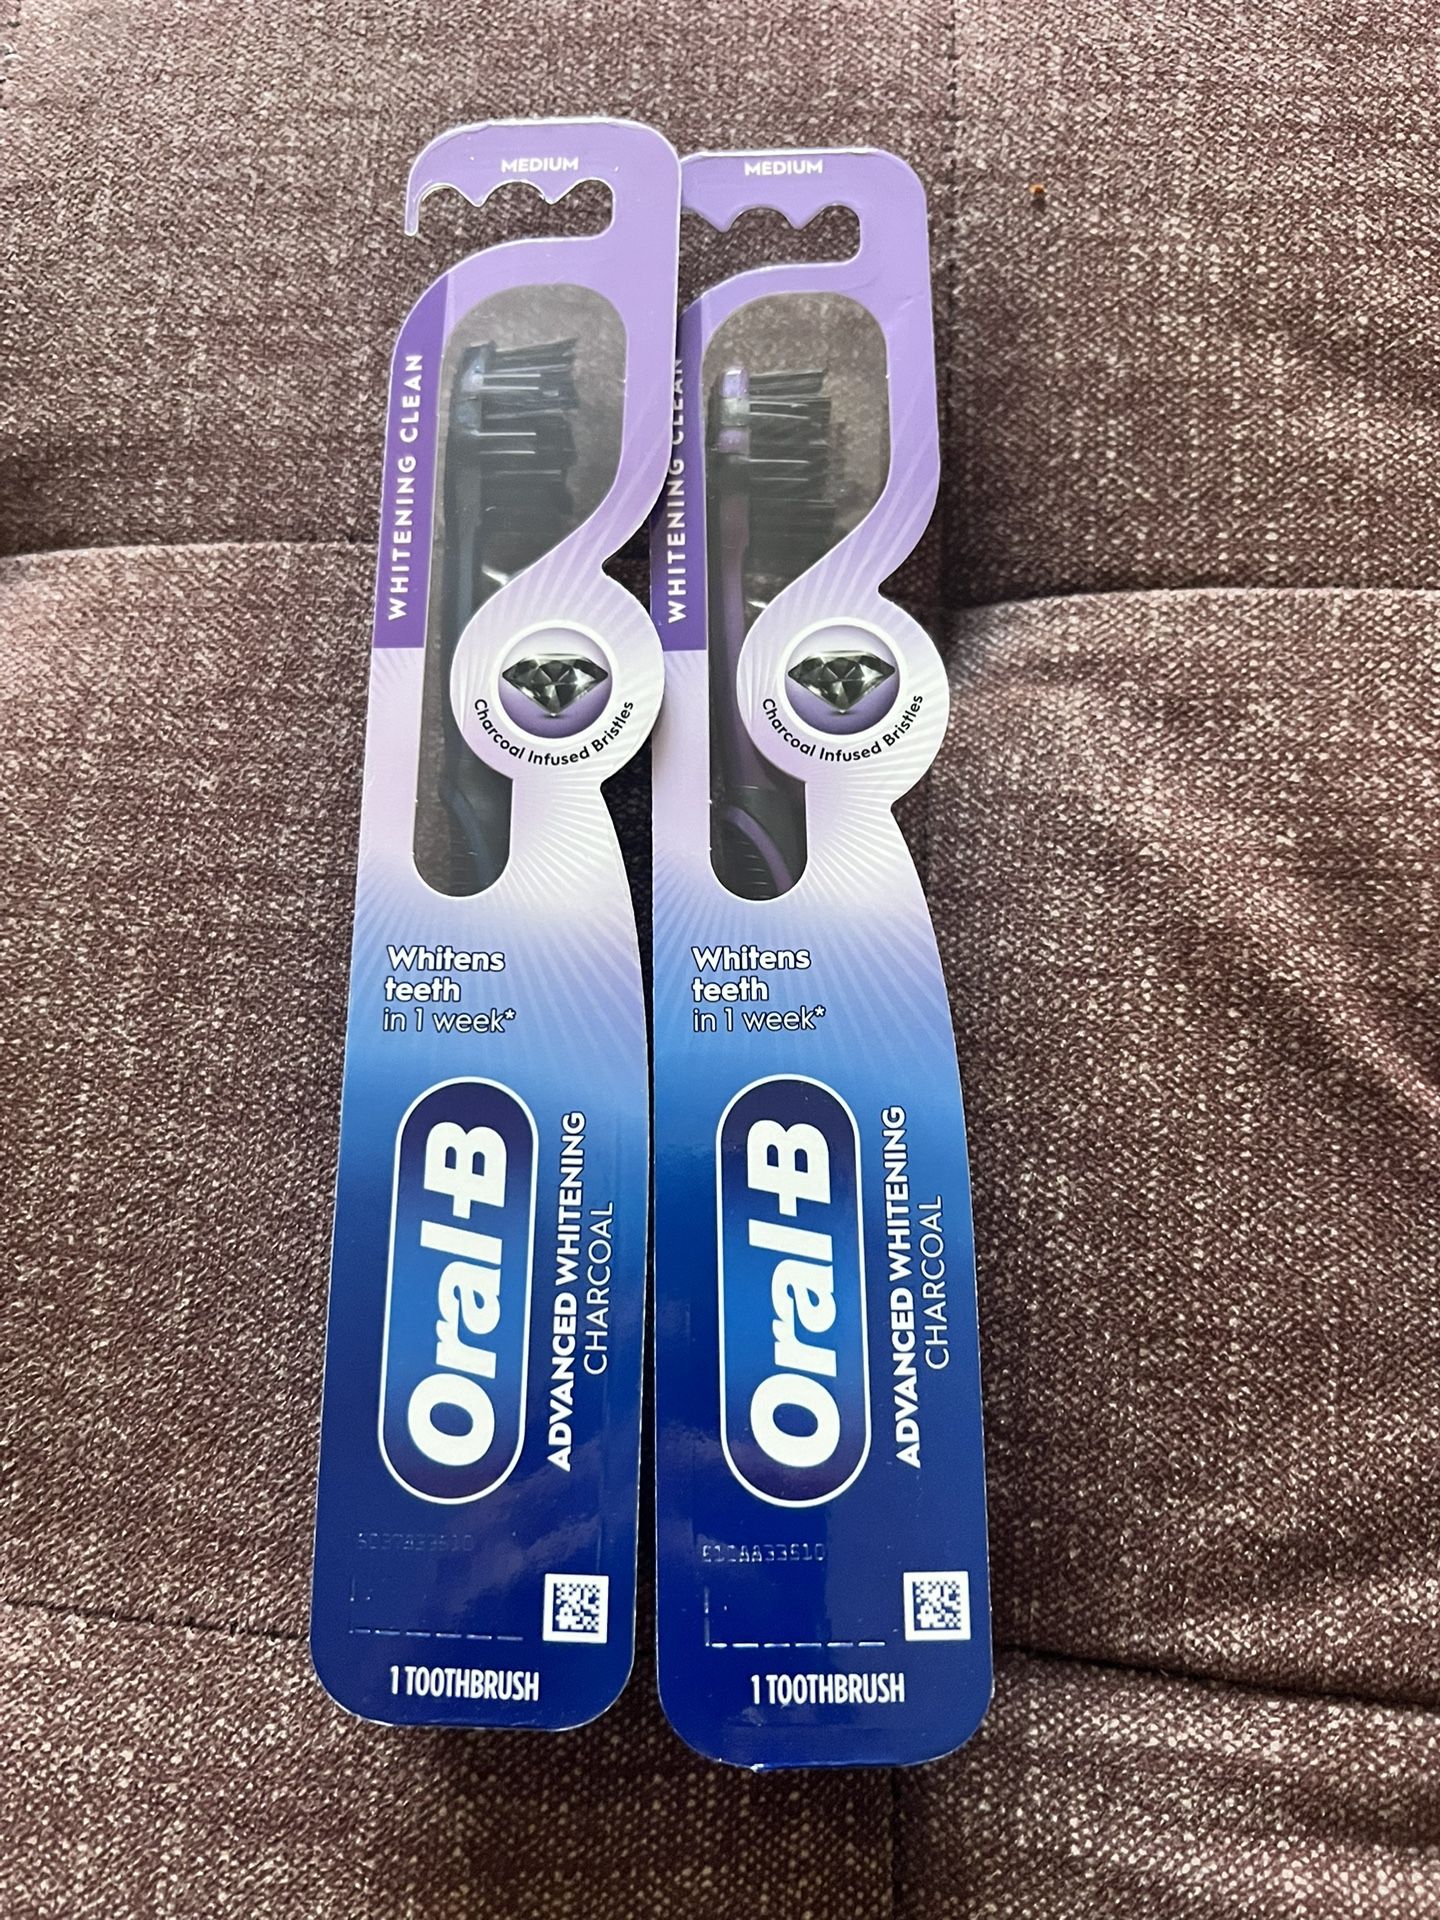 MEDIUM
WHITENING CLEAN
Charcoal Infused Bristles
Whitens
teeth
in 1 week*
Oral-B
ADVANCED WHITENING
CHARCOAL
1 TOOTHBRUSH
MEDIUM
WHITENING CLEAN
Charcoal Infused Bristles
Whitens
teeth
in 1 week*
Oral-B
ADVANCED WHITENING
CHARCOAL
1 TOOTHBRUSH